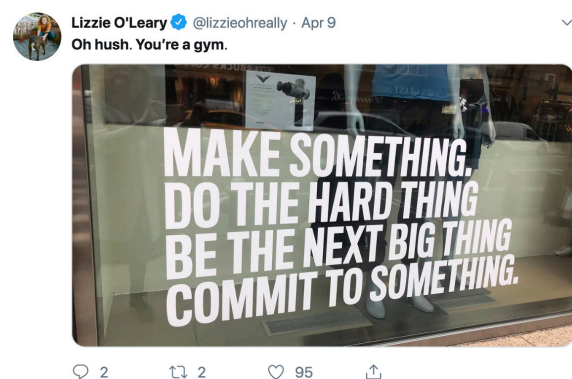 Lizzie O'Leary @lizzieohreally · Apr 9
Oh hush. You're a gym.
MAKE SOMETHING.
DO THE HARD THING
BE THE NEXT BIG THING
COMMIT TO SOMETHING.
2 2 95